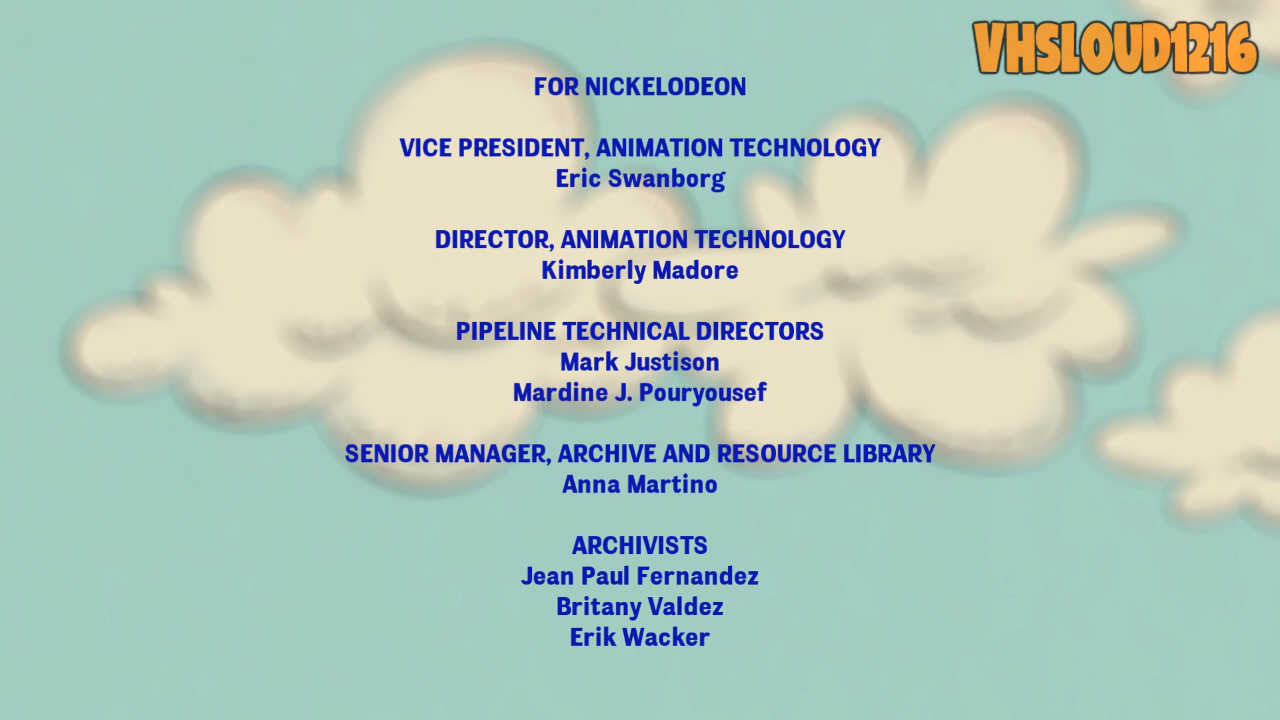 VHSLOUD1216
FOR NICKELODEON
VICE PRESIDENT, ANIMATION TECHNOLOGY
Eric Swanborg
DIRECTOR, ANIMATION TECHNOLOGY
Kimberly Madore
PIPELINE TECHNICAL DIRECTORS
Mark Justison
Mardine J. Pouryousef
SENIOR MANAGER, ARCHIVE AND RESOURCE LIBRARY
Anna Martino
ARCHIVISTS
Jean Paul Fernandez
Britany Valdez
Erik Wacker